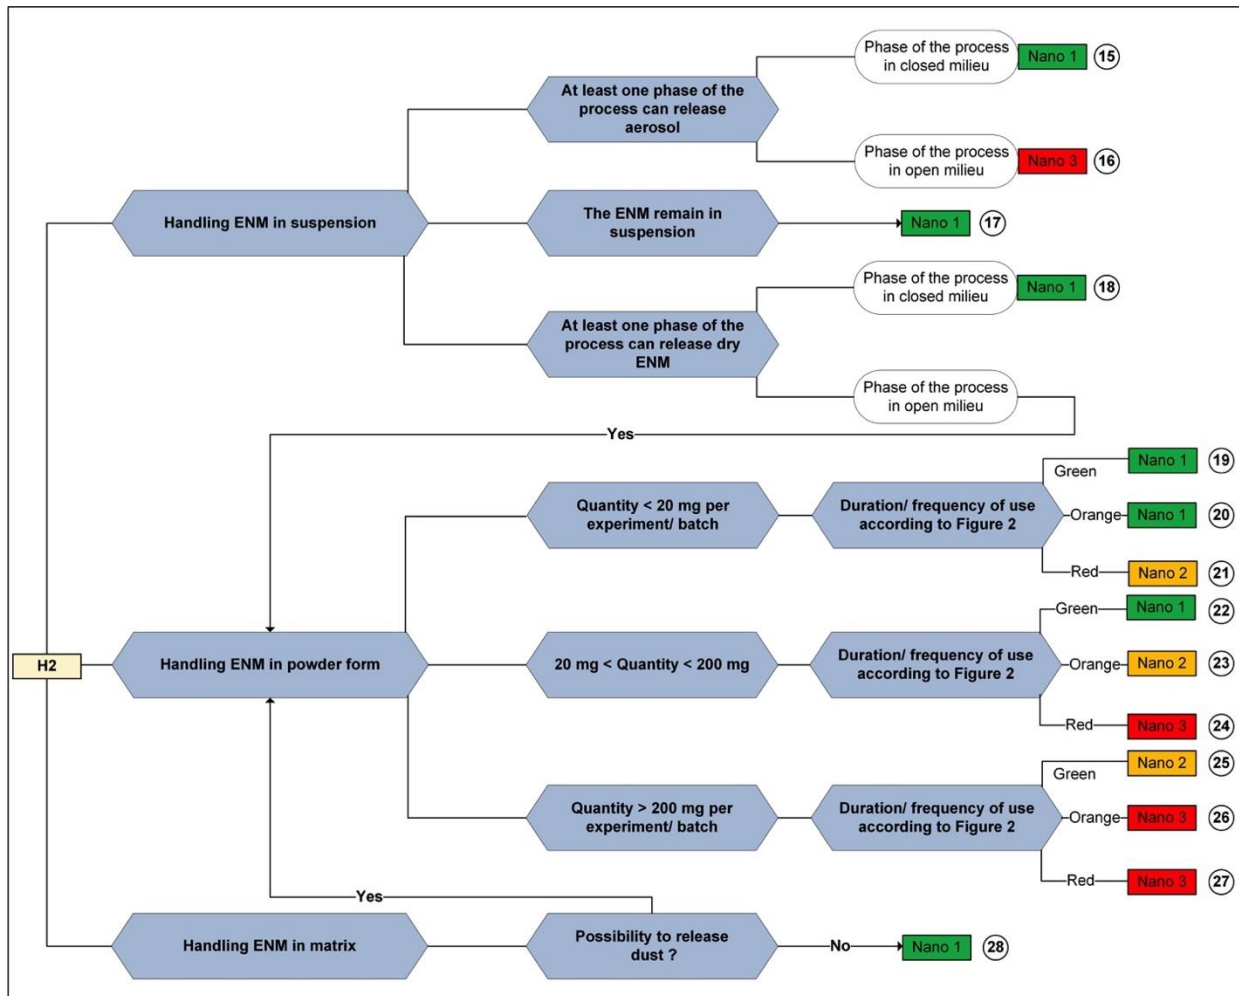 Phase of the process
in closed milieu
Nano 1
15
At least one phase of the
process can release
aerosol
Phase of the process
in open milieu
Nano 3
16
Handling ENM in suspension
The ENM remain in
suspension
Nano 1
17
Phase of the process
in closed milieu
Nano 1
18
At least one phase of the
process can release dry
ENM
Phase of the process
in open milieu
Yes
Quantity < 20 mg per
experiment/ batch
Duration/ frequency of use
according to Figure 2
Green
Nano 1
19
Orange
Nano 1
20
Red
Nano 2
21
H2
Handling ENM in powder form
20 mg < Quantity < 200 mg
Duration/ frequency of use
according to Figure 2
Green
Nano 1
22
Orange
Nano 2
23
Red
Nano 3
24
Quantity > 200 mg per
experiment/ batch
Duration/ frequency of use
according to Figure 2
Green
Nano 2
25
Orange
Nano 3
26
Red
Nano 3
27
Yes
Handling ENM in matrix
Possibility to release
dust ?
No
Nano 1
28